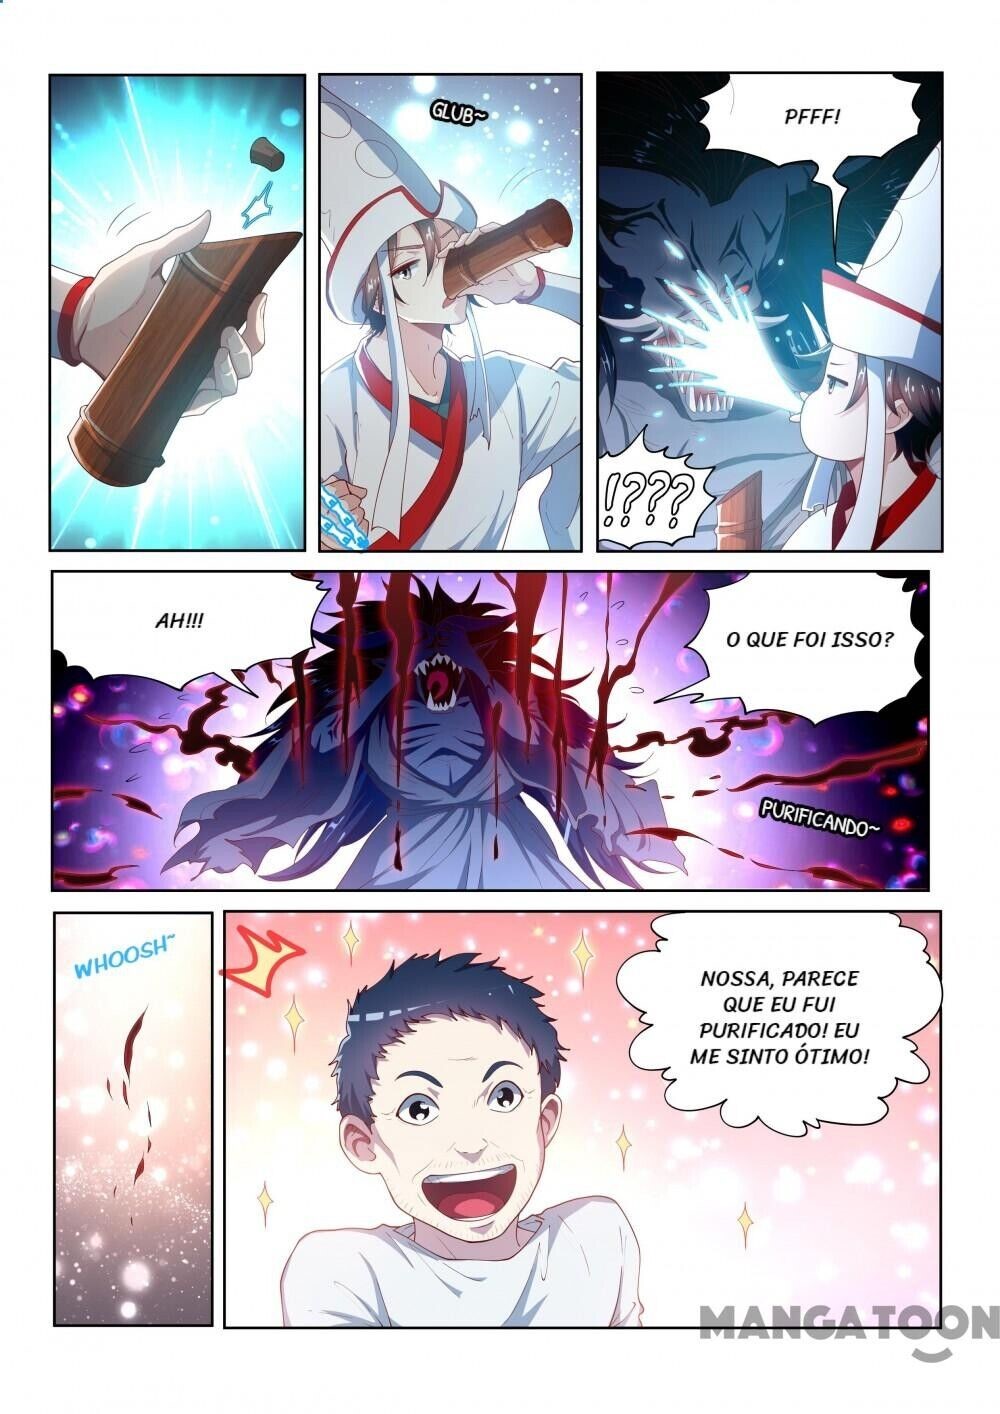 GLUB~
PFFF!
!????
AH!!!
O QUE FOI ISSO?
PURIFICANDO~
WHOOSH~
NOSSA, PARECE
QUE EU FUI
PURIFICADO! EU
ME SINTO ÓTIMO!
MANGATOON